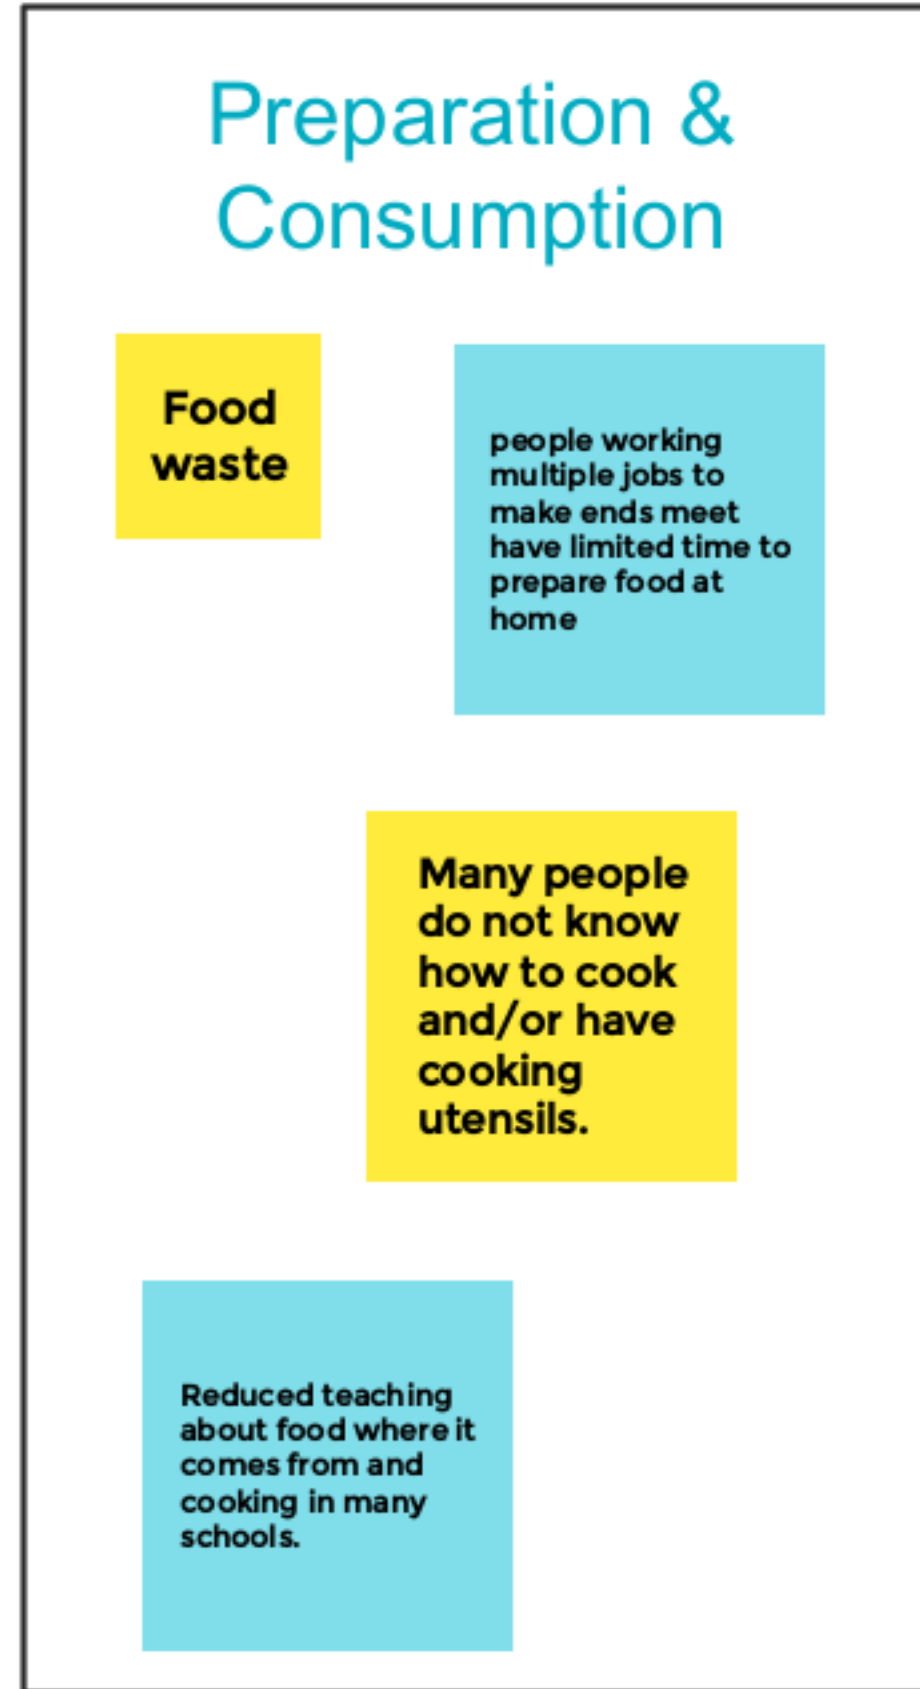 Preparation &
Consumption
Food
waste
people working
multiple jobs to
make ends meet
have limited time to
prepare food at
home
Many people
do not know
how to cook
and/or have
cooking
utensils.
Reduced teaching
about food where it
comes from and
cooking in many
schools.